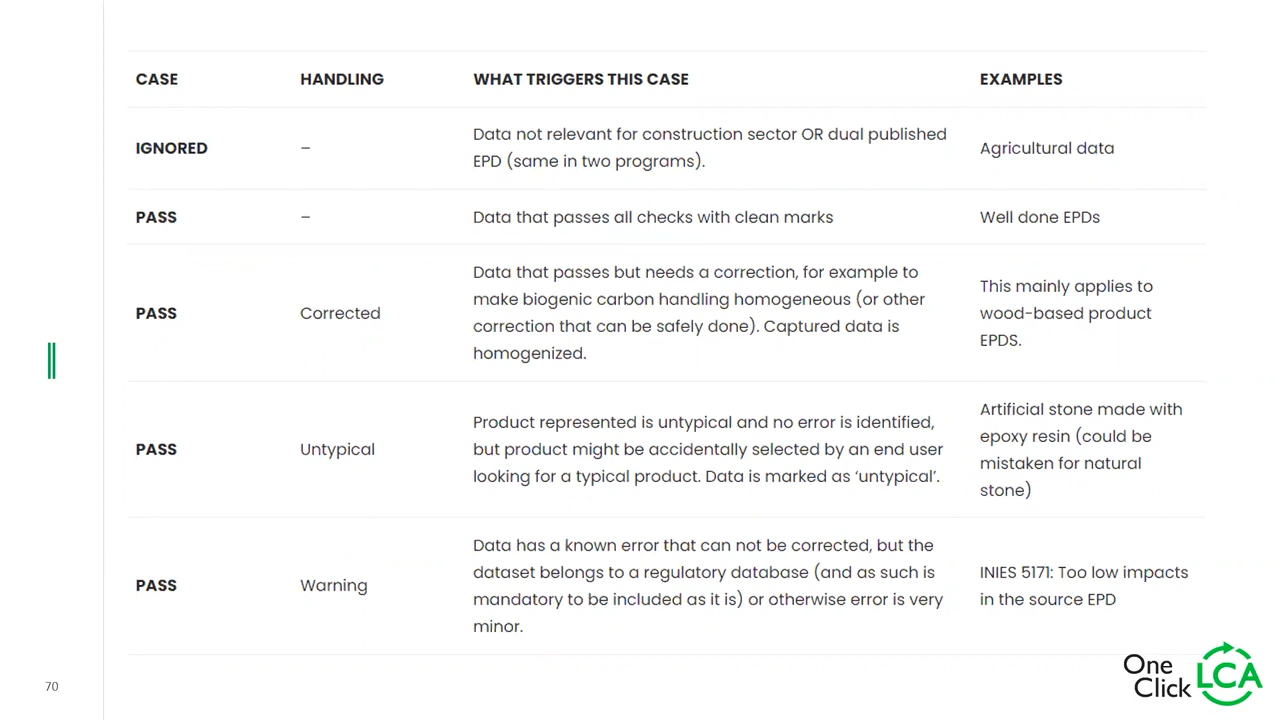 CASE HANDLING WHAT TRIGGERS THIS CASE EXAMPLES
IGNORED – Data not relevant for construction sector OR dual published
EPD (same in two programs).
Agricultural data
PASS – Data that passes all checks with clean marks Well done EPDs
PASS
Corrected
Data that passes but needs a correction, for example to
make biogenic carbon handling homogeneous (or other
correction that can be safely done). Captured data is
homogenized.
This mainly applies to
wood-based product
EPDS.
PASS
Untypical
Product represented is untypical and no error is identified,
but product might be accidentally selected by an end user
looking for a typical product. Data is marked as ‘untypical’.
Artificial stone made with
epoxy resin (could be
mistaken for natural
stone)
PASS
Warning
Data has a known error that can not be corrected, but the
dataset belongs to a regulatory database (and as such is
mandatory to be included as it is) or otherwise error is very
minor.
INIES 5171: Too low impacts
in the source EPD
70
One
Click
LCA